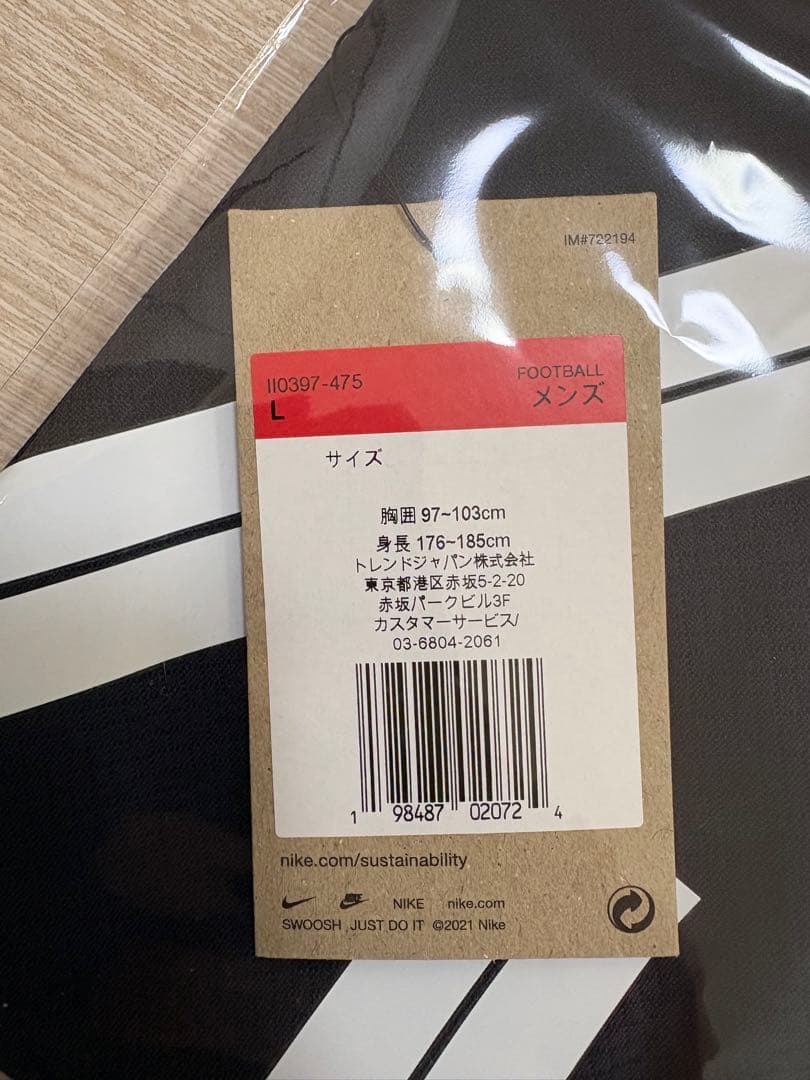 IM#722194
II0397-475
FOOTBALL
L
メンズ
サイズ
胸囲 97~103cm
身長 176~185cm
トレンドジャパン株式会社
東京都港区赤坂5-2-20
赤坂パークビル3F
カスタマーサービス/
03-6804-2061
1 98487 02072 4
nike.com/sustainability
NIKE nike.com
SWOOSH JUST DO IT ©2021 Nike